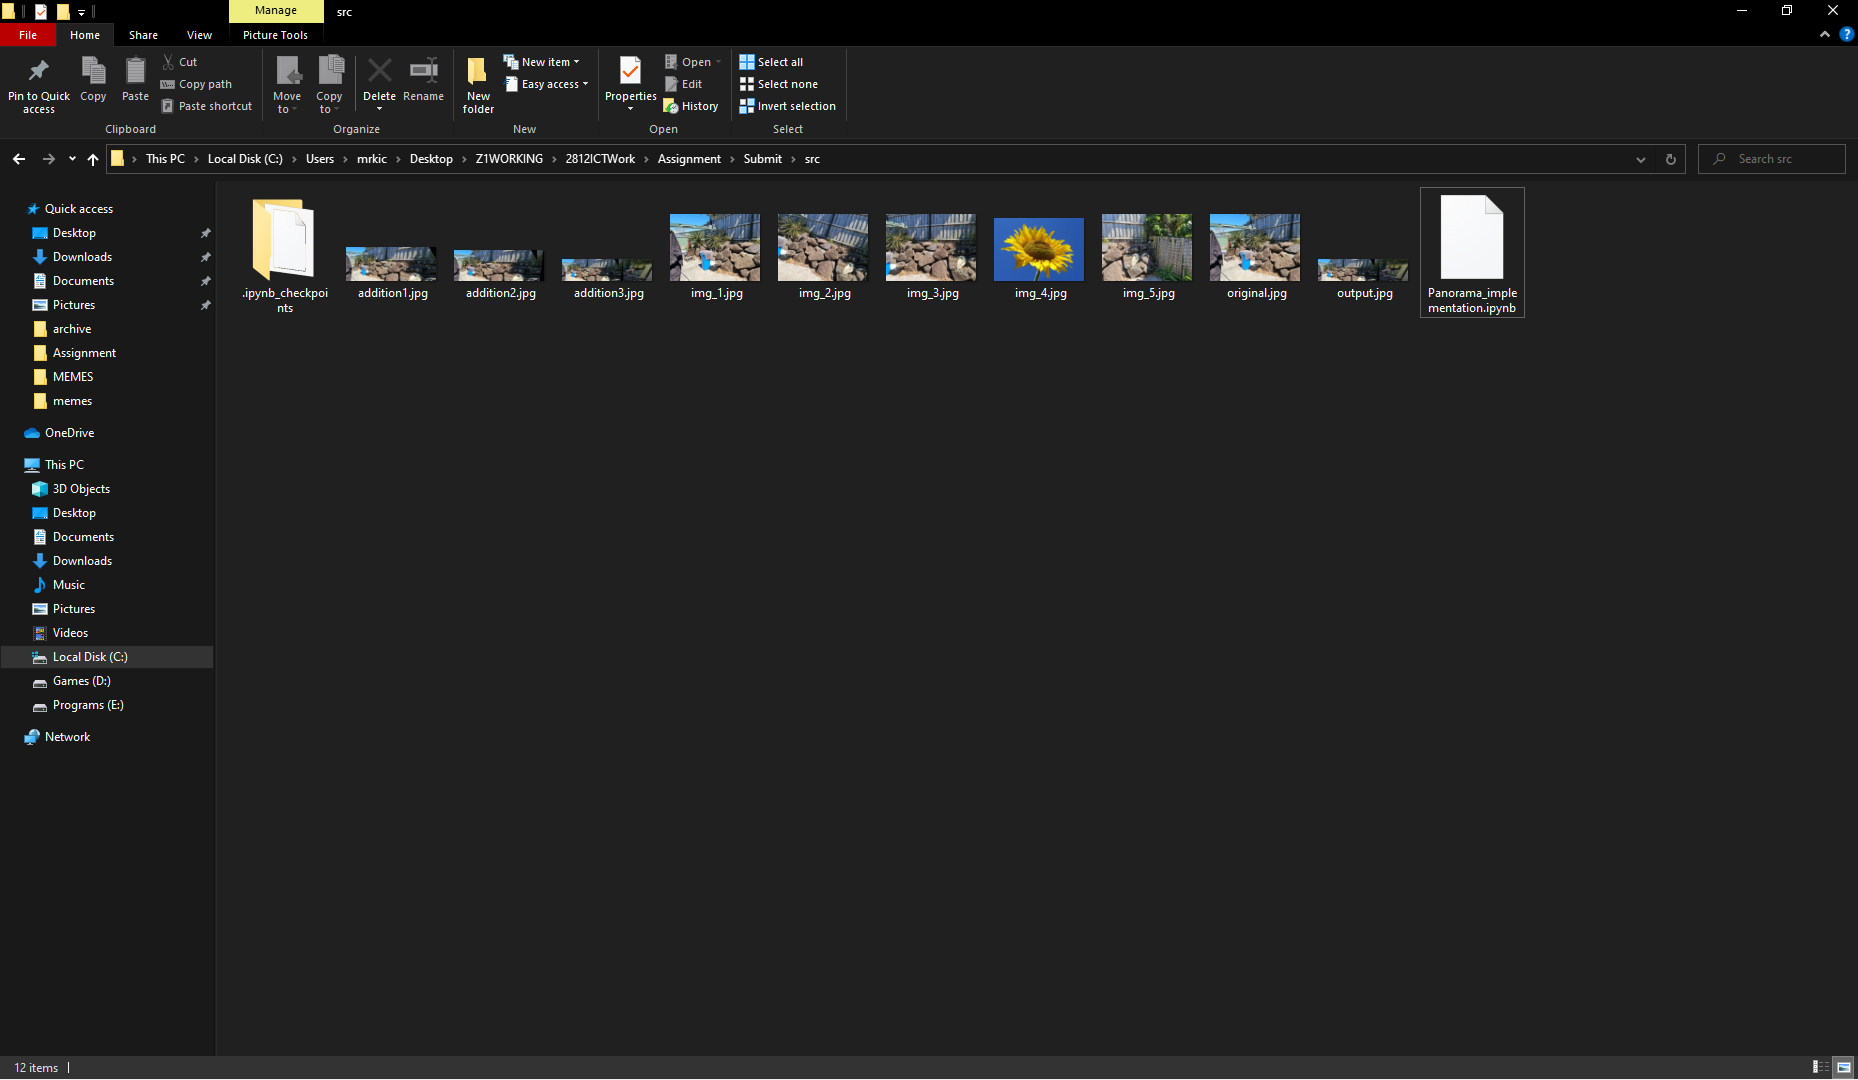 Manage
src
File
Home
Share
View
Picture Tools
Pin to Quick access
Copy
Paste
Cut
Copy path
Paste shortcut
Clipboard
Move to
Copy to
Delete
Rename
Organize
New folder
New item
Easy access
New
Properties
Open
Edit
History
Open
Select all
Select none
Invert selection
Select
This PC
Local Disk (C:)
Users
mrkic
Desktop
Z1WORKING
2812ICTWork
Assignment
Submit
src
Search src
Quick access
Desktop
Downloads
Documents
Pictures
archive
Assignment
MEMES
memes
OneDrive
This PC
3D Objects
Desktop
Documents
Downloads
Music
Pictures
Videos
Local Disk (C:)
Games (D:)
Programs (E:)
Network
.ipynb_checkpoi
nts
addition1.jpg
addition2.jpg
addition3.jpg
img_1.jpg
img_2.jpg
img_3.jpg
img_4.jpg
img_5.jpg
original.jpg
output.jpg
Panorama_imple
mentation.ipynb
12 items